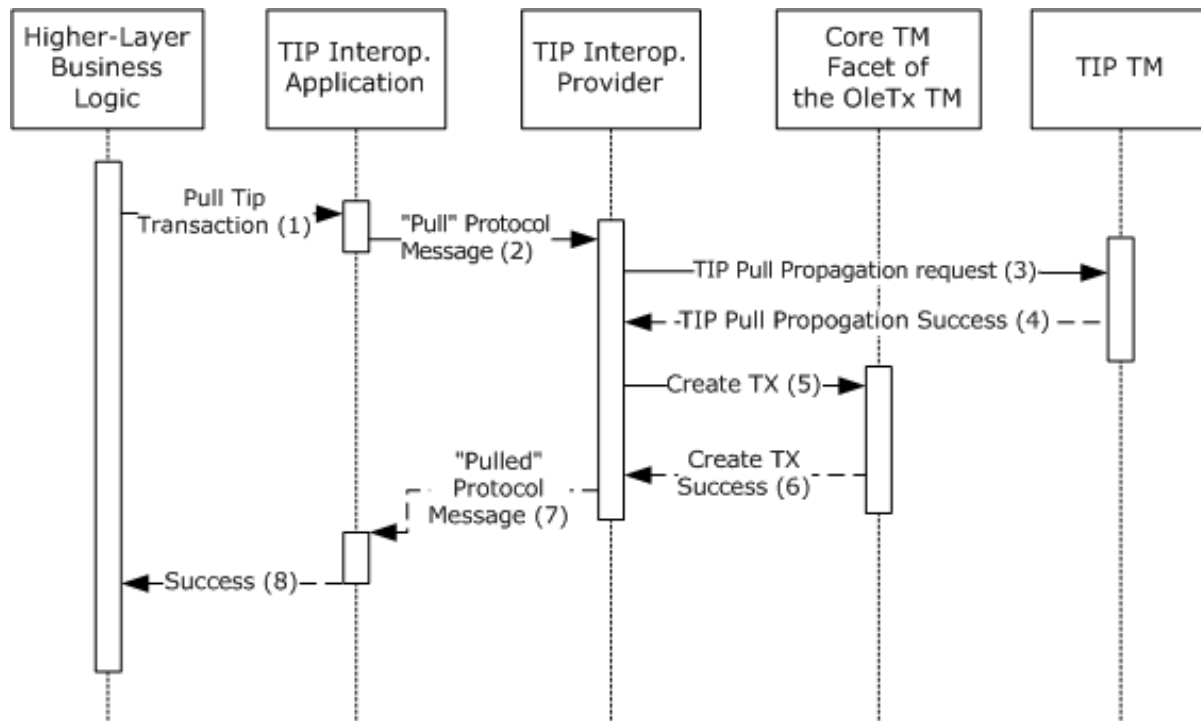 Higher-Layer
Business
Logic
TIP Interop.
Application
TIP Interop.
Provider
Core TM
Facet of
the OleTx TM
TIP TM
Pull Tip
Transaction (1)
"Pull" Protocol
Message (2)
TIP Pull Propagation request (3)
TIP Pull Propogation Success (4)
Create TX (5)
Create TX
Success (6)
"Pulled"
Protocol
Message (7)
Success (8)